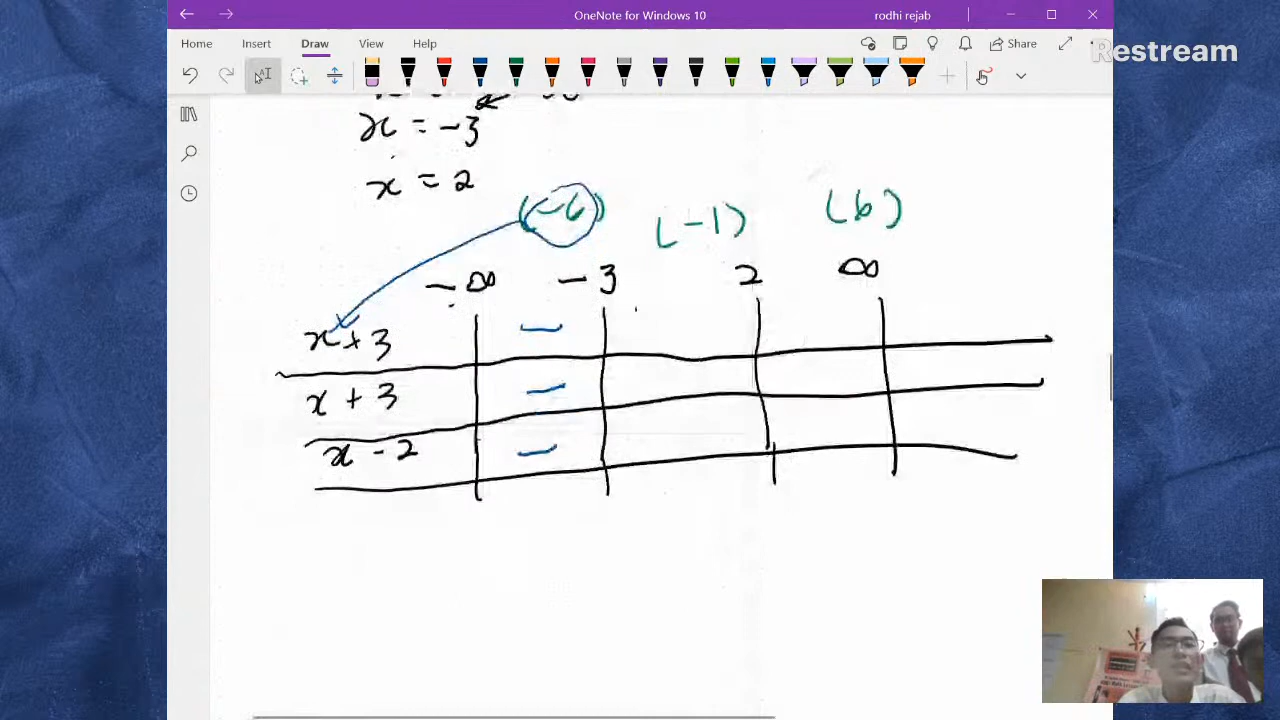 OneNote for Windows 10
rodhi rejab
Home Insert Draw View Help
Share
Restream
x = -3
x = 2
(-6) (-1) (6)
-∞ -3 2 ∞
x + 3 -
x + 3 -
x - 2 -